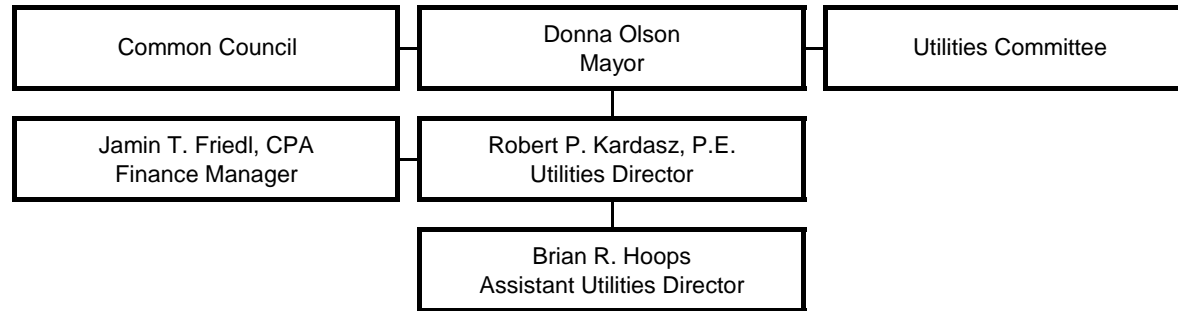 Common Council
Donna Olson
Mayor
Utilities Committee
Jamin T. Friedl, CPA
Finance Manager
Robert P. Kardasz, P.E.
Utilities Director
Brian R. Hoops
Assistant Utilities Director